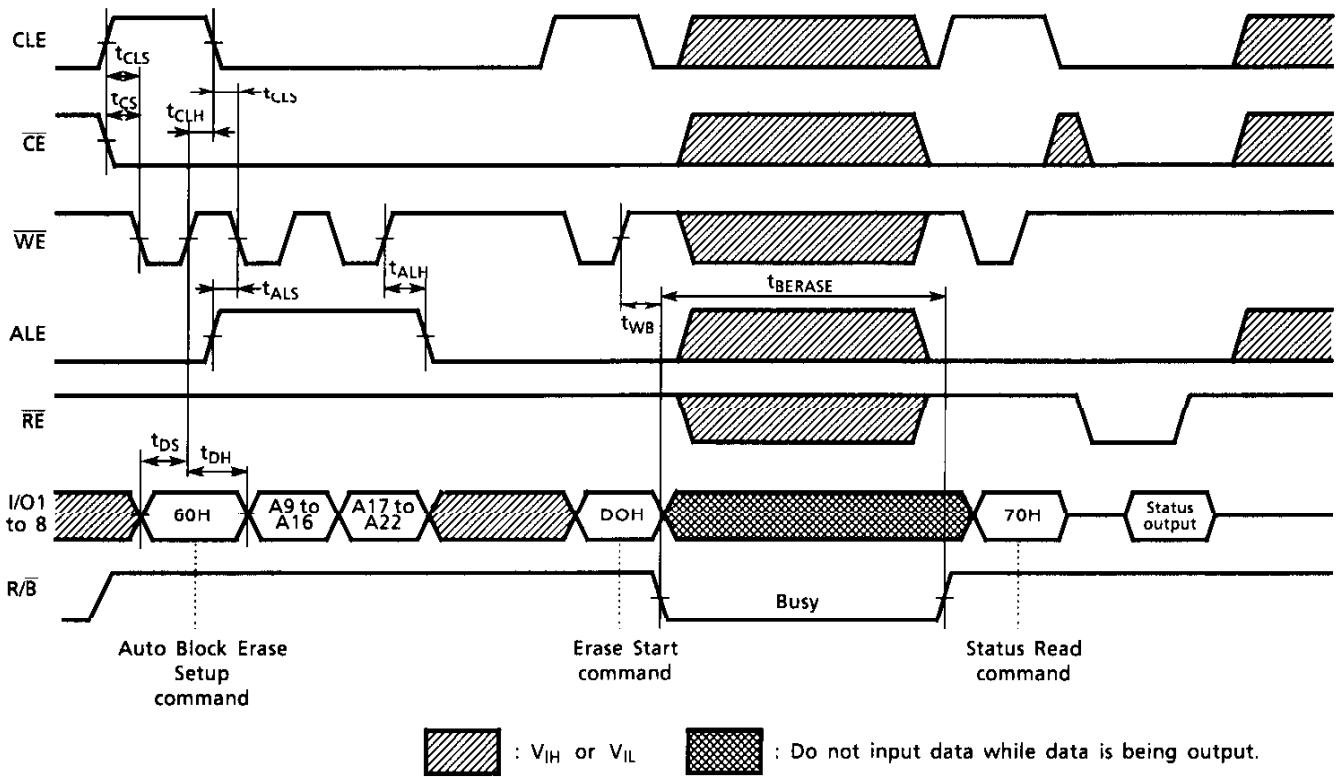 CLE
tCLS
tCLS
tCS
tCLH
CE
WE
tALH
tALS
tBERASE
tWB
ALE
RE
tDS
tDH
I/O1
to 8
60H
A9 to
A16
A17 to
A22
DOH
70H
Status
output
R/B
Busy
Auto Block Erase
Setup
command
Erase Start
command
Status Read
command
: VIH or VIL
: Do not input data while data is being output.